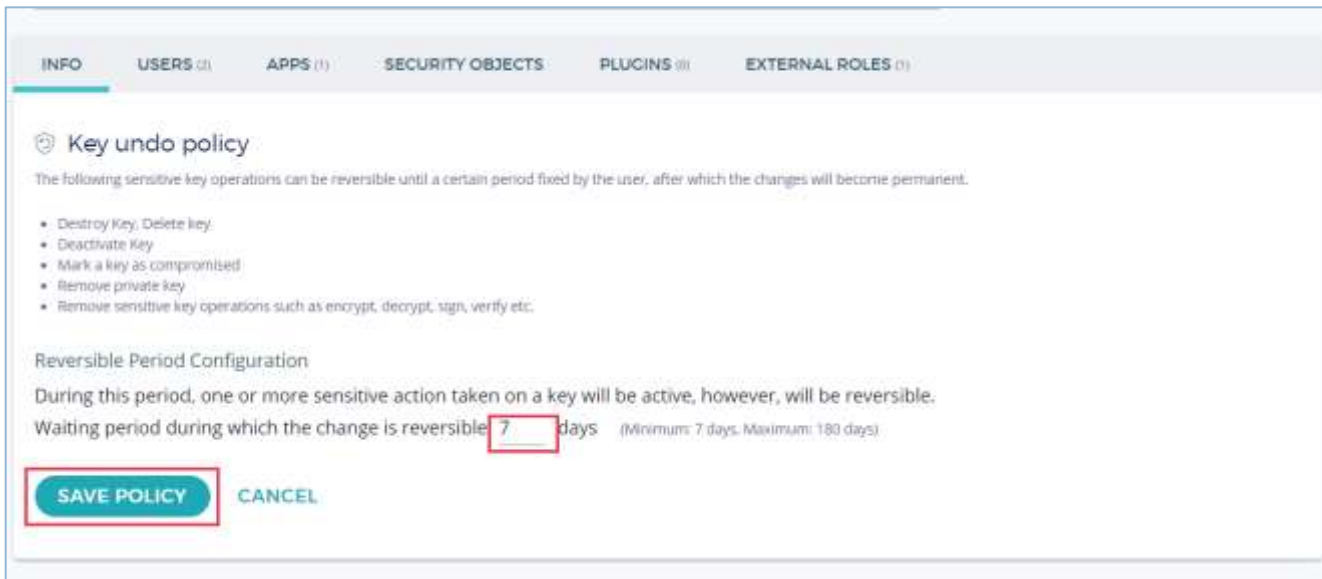 INFO USERS (2) APPS (1) SECURITY OBJECTS PLUGINS (0) EXTERNAL ROLES (1)
Key undo policy
The following sensitive key operations can be reversible until a certain period fixed by the user, after which the changes will become permanent.
• Destroy Key, Delete key
• Deactivate Key
• Mark a key as compromised
• Remove private key
• Remove sensitive key operations such as encrypt, decrypt, sign, verify etc.
Reversible Period Configuration
During this period, one or more sensitive action taken on a key will be active, however, will be reversible.
Waiting period during which the change is reversible 7 days (Minimum: 7 days. Maximum: 180 days)
SAVE POLICY CANCEL